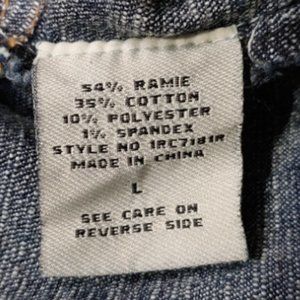 54% RAMIE
35% COTTON
10% POLYESTER
1% SPANDEX
STYLE NO 1RC7181R
MADE IN CHINA
L
SEE CARE ON
REVERSE SIDE